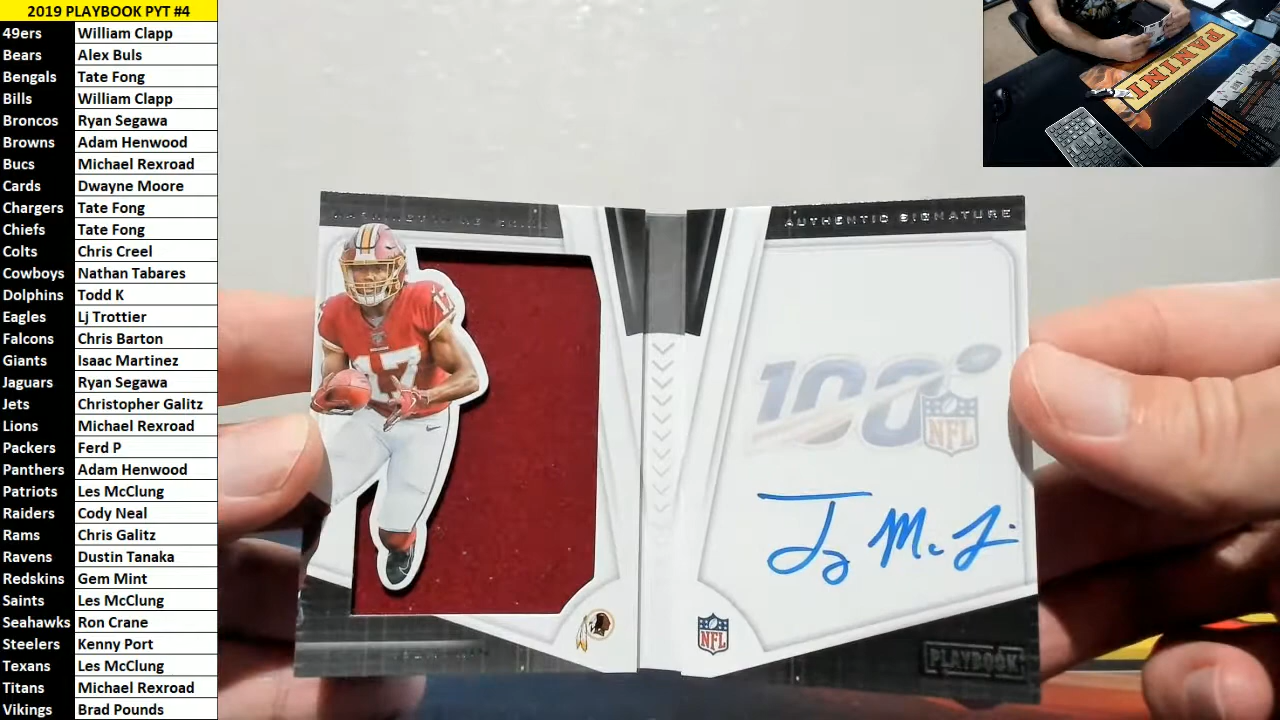 2019 PLAYBOOK PYT #4
49ers William Clapp
Bears Alex Buls
Bengals Tate Fong
Bills William Clapp
Broncos Ryan Segawa
Browns Adam Henwood
Bucs Michael Rexroad
Cards Dwayne Moore
Chargers Tate Fong
Chiefs Tate Fong
Colts Chris Creel
Cowboys Nathan Tabares
Dolphins Todd K
Eagles Lj Trottier
Falcons Chris Barton
Giants Isaac Martinez
Jaguars Ryan Segawa
Jets Christopher Galitz
Lions Michael Rexroad
Packers Ferd P
Panthers Adam Henwood
Patriots Les McClung
Raiders Cody Neal
Rams Chris Galitz
Ravens Dustin Tanaka
Redskins Gem Mint
Saints Les McClung
Seahawks Ron Crane
Steelers Kenny Port
Texans Les McClung
Titans Michael Rexroad
Vikings Brad Pounds
PANINI
AUTHENTIC SIGNATURE
17
17
100
NFL
NFL
PLAYBOOK